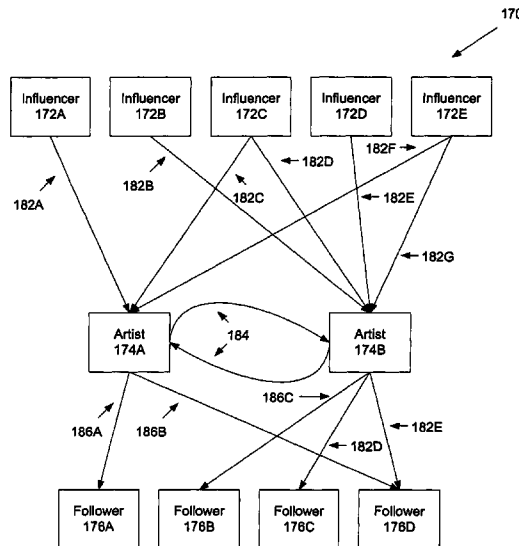 170
Influencer
172A
Influencer
172B
Influencer
172C
Influencer
172D
Influencer
172E
182A
182B
182C
182D
182E
182F
182G
Artist
174A
184
Artist
174B
186A
186B
186C
182D
182E
Follower
176A
Follower
176B
Follower
176C
Follower
176D